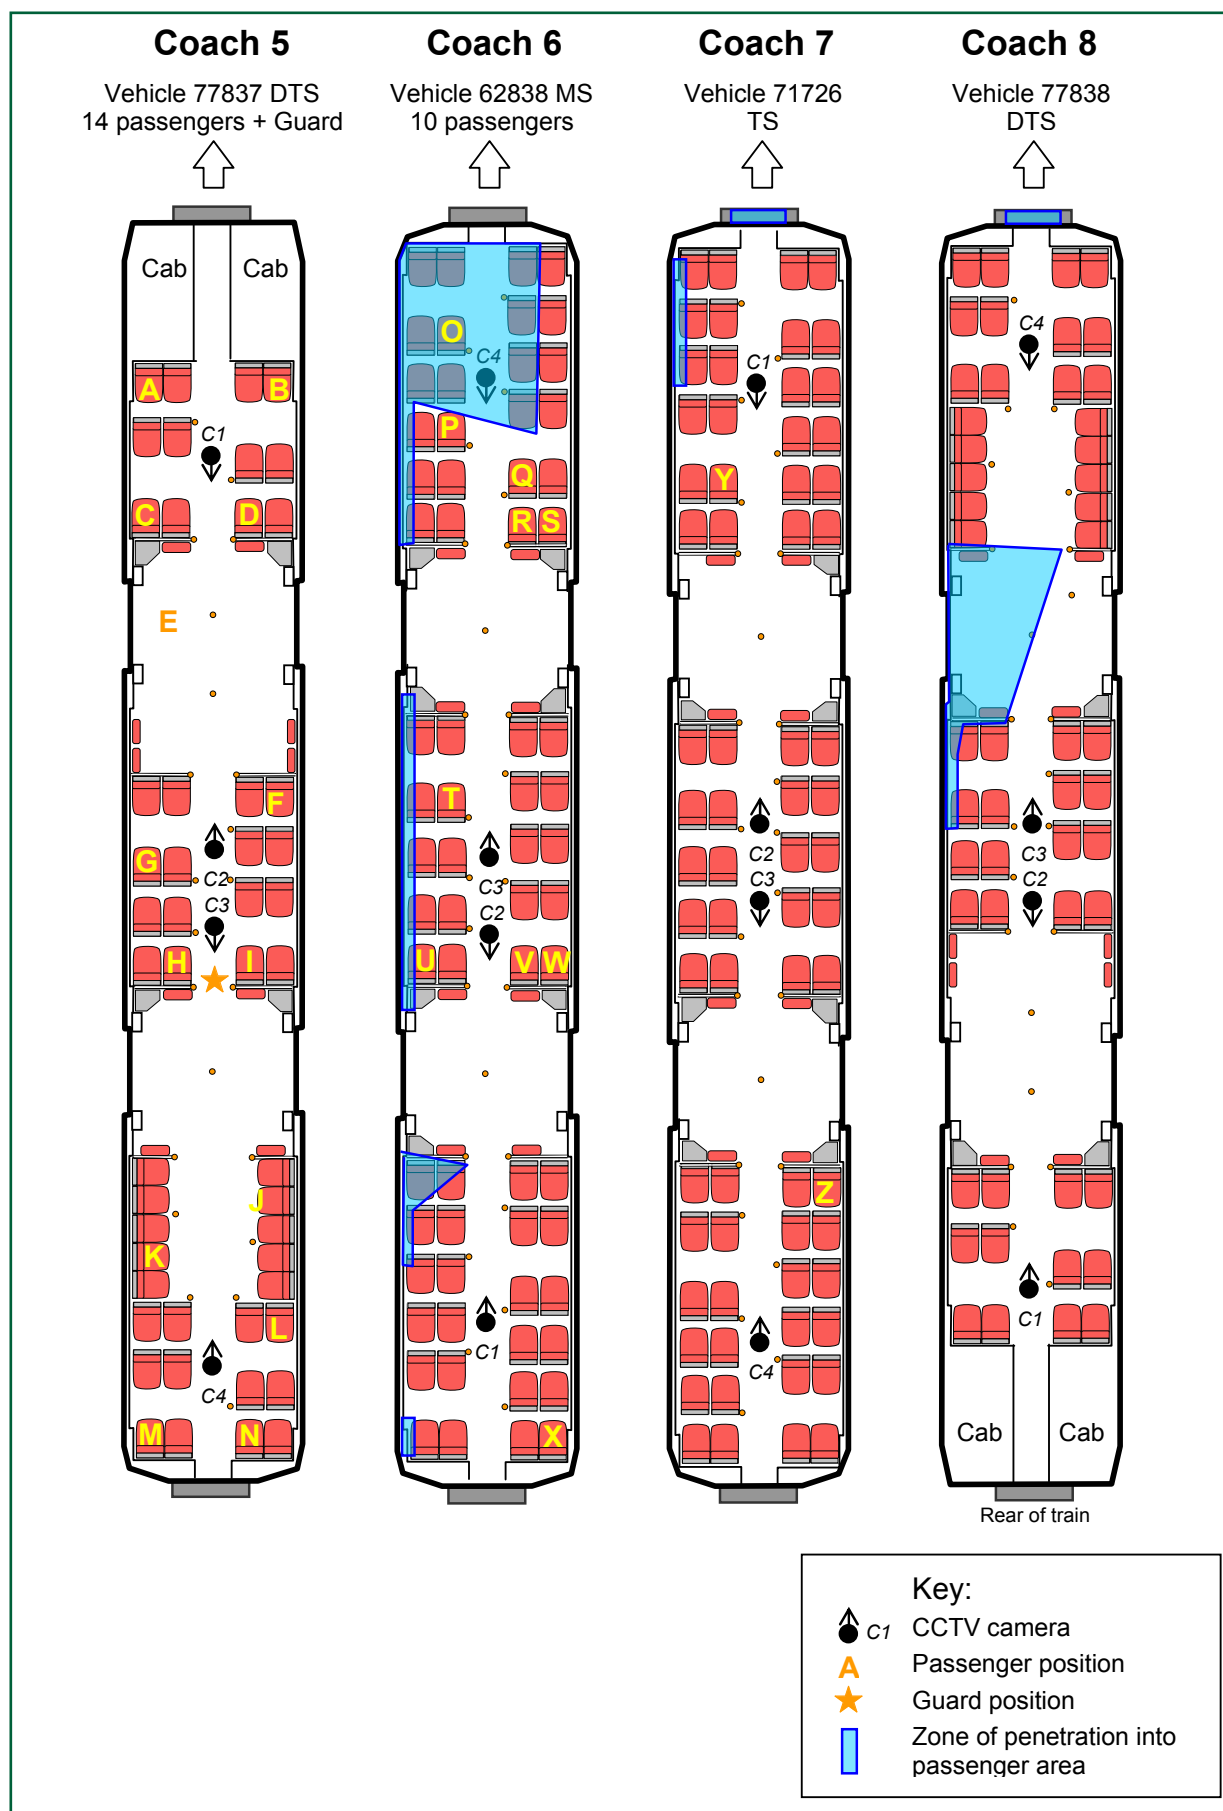 Coach 5
Vehicle 77837 DTS
14 passengers + Guard
Cab
Cab
A
B
C1
C
D
E
F
G
C2
C3
H
I
J
K
L
C4
M
N
Coach 6
Vehicle 62838 MS
10 passengers
O
C4
P
Q
R
S
T
C3
C2
U
V
W
C1
X
Coach 7
Vehicle 71726
TS
C1
Y
C2
C3
Z
C4
Coach 8
Vehicle 77838
DTS
C4
C3
C2
C1
Cab
Cab
Rear of train
Key:
C1 CCTV camera
A Passenger position
Guard position
Zone of penetration into
passenger area